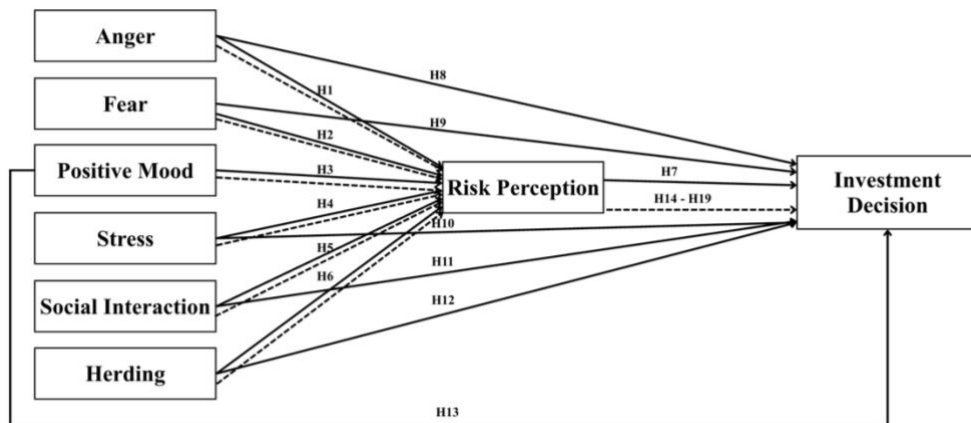 Anger
Fear
Positive Mood
Stress
Social Interaction
Herding
H1
H2
H3
H4
H5
H6
H8
H9
Risk Perception
H7
H14 - H19
H10
H11
H12
Investment
Decision
H13